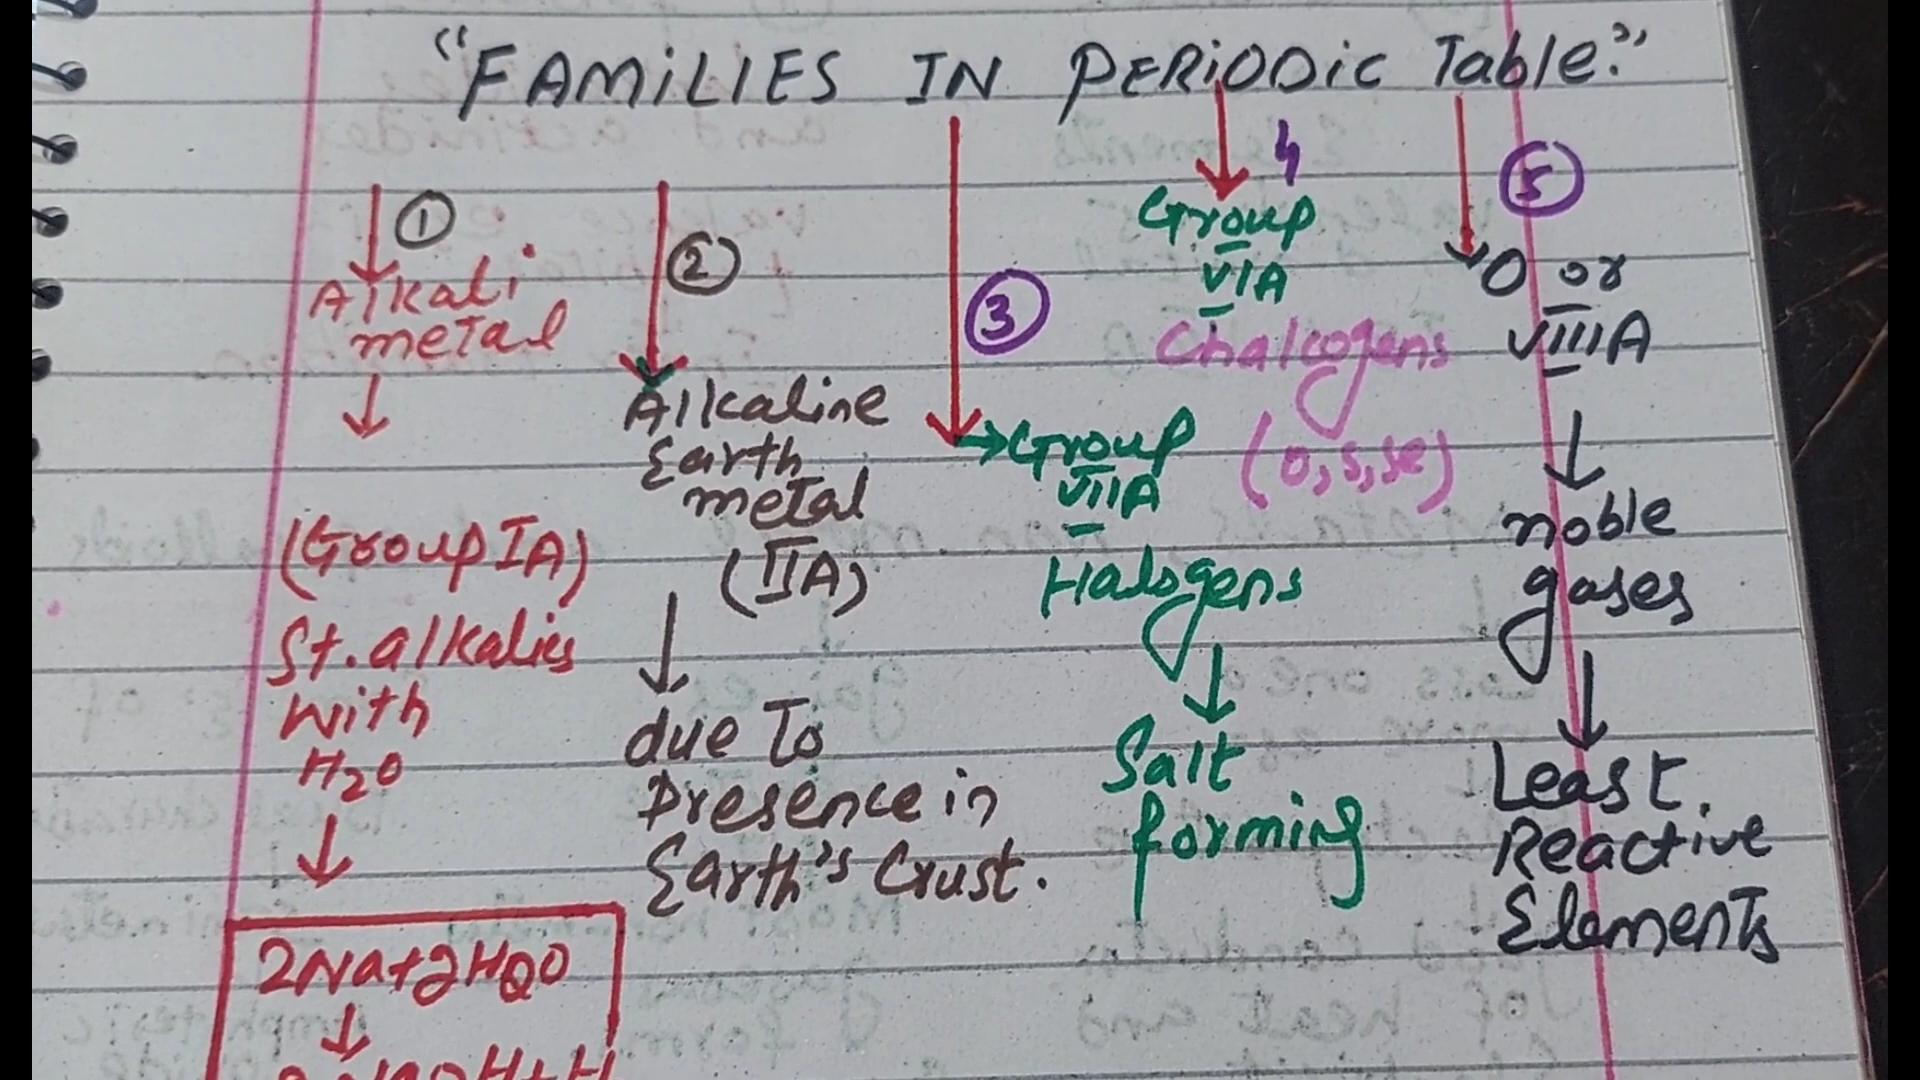 "FAMILIES IN PERIODIC Table."
①
Alkali
metal
(Group IA)
St. alkalies
with
H2O
2Na+2H2O
②
Alkaline
Earth
metal
(IIA)
due To
Presence in
Earth's Crust.
③
Group
VIIA
Halogens
Salt
forming
4
Group
VIA
Chalcogens
(O,S,Se)
⑤
O or
VIIIA
noble
gases
Least.
Reactive
Elements